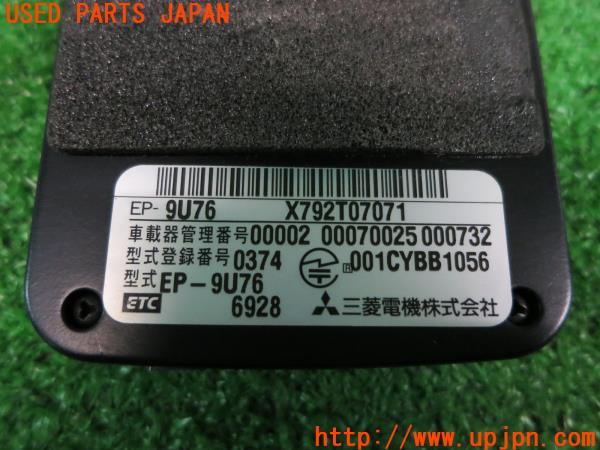 USED PARTS JAPAN
EP- 9U76 X792T07071
車載器管理番号00002 00070025 000732
型式登録番号0374 R 001CYBB1056
型式EP-9U76
ETC 6928 三菱電機株式会社
http://www.upjpn.com/